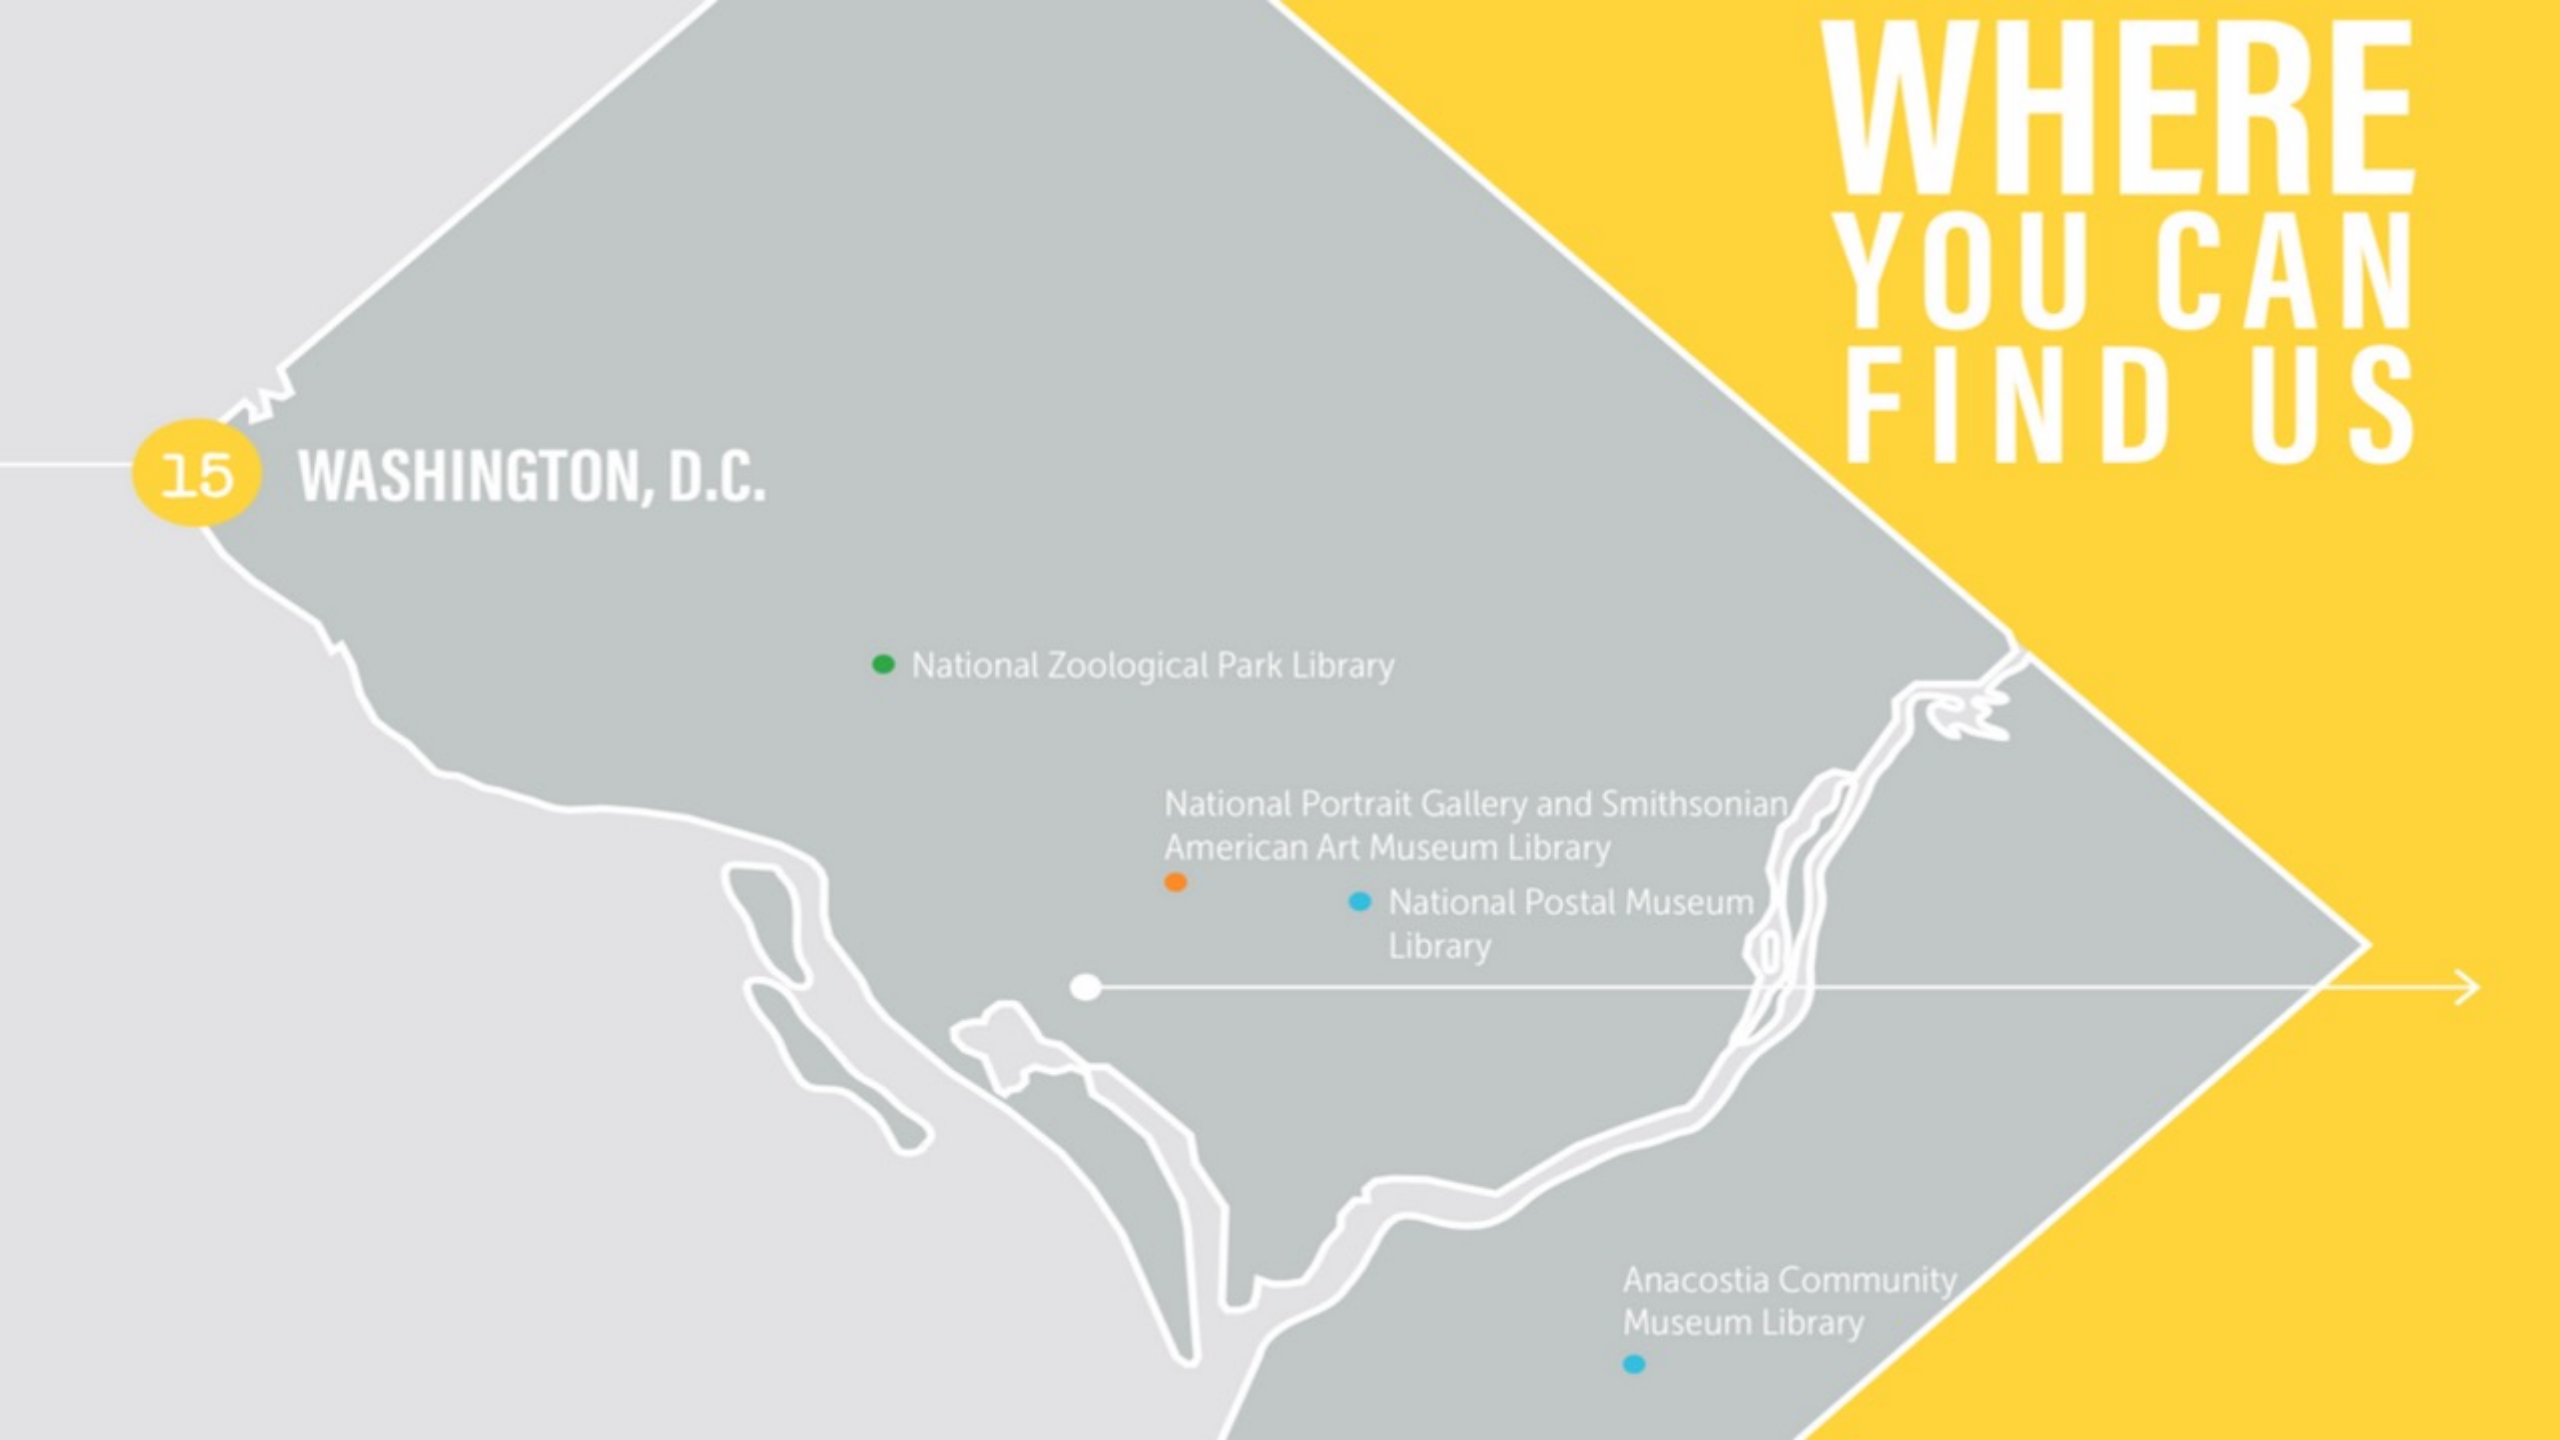 WHERE
YOU CAN
FIND US
15
WASHINGTON, D.C.
National Zoological Park Library
National Portrait Gallery and Smithsonian
American Art Museum Library
National Postal Museum
Library
Anacostia Community
Museum Library